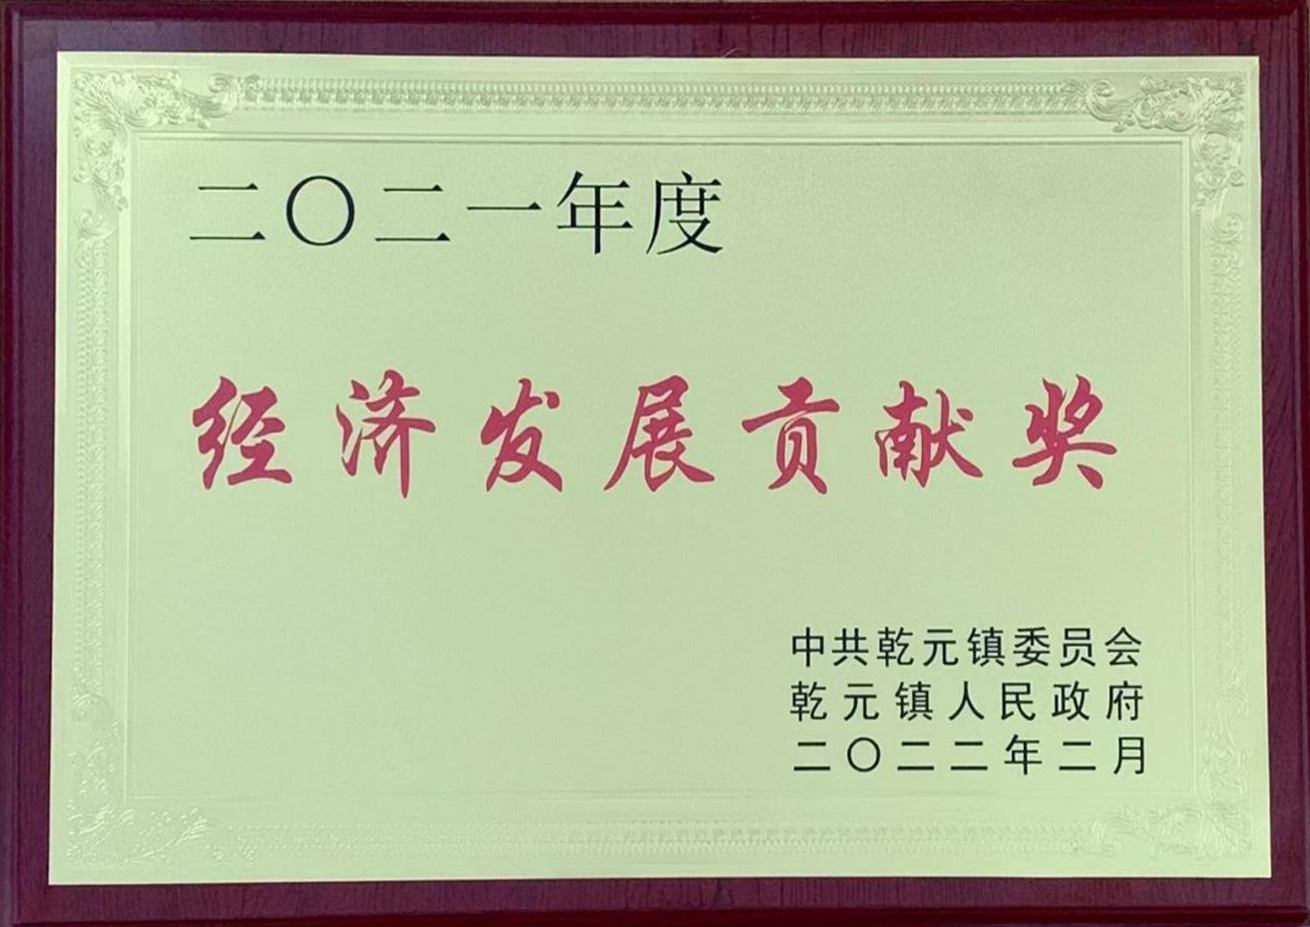 二〇二一年度
经济发展贡献奖
中共乾元镇委员会
乾元镇人民政府
二〇二二年二月